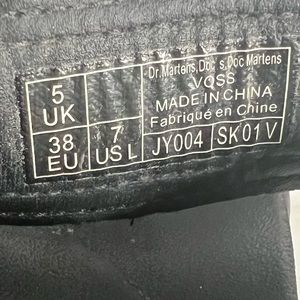 5
UK
38
EU
7
US L
Dr.Martens,Doc's,Doc Martens
VOSS
MADE IN CHINA
Fabriqué en Chine
JY004
SK01V